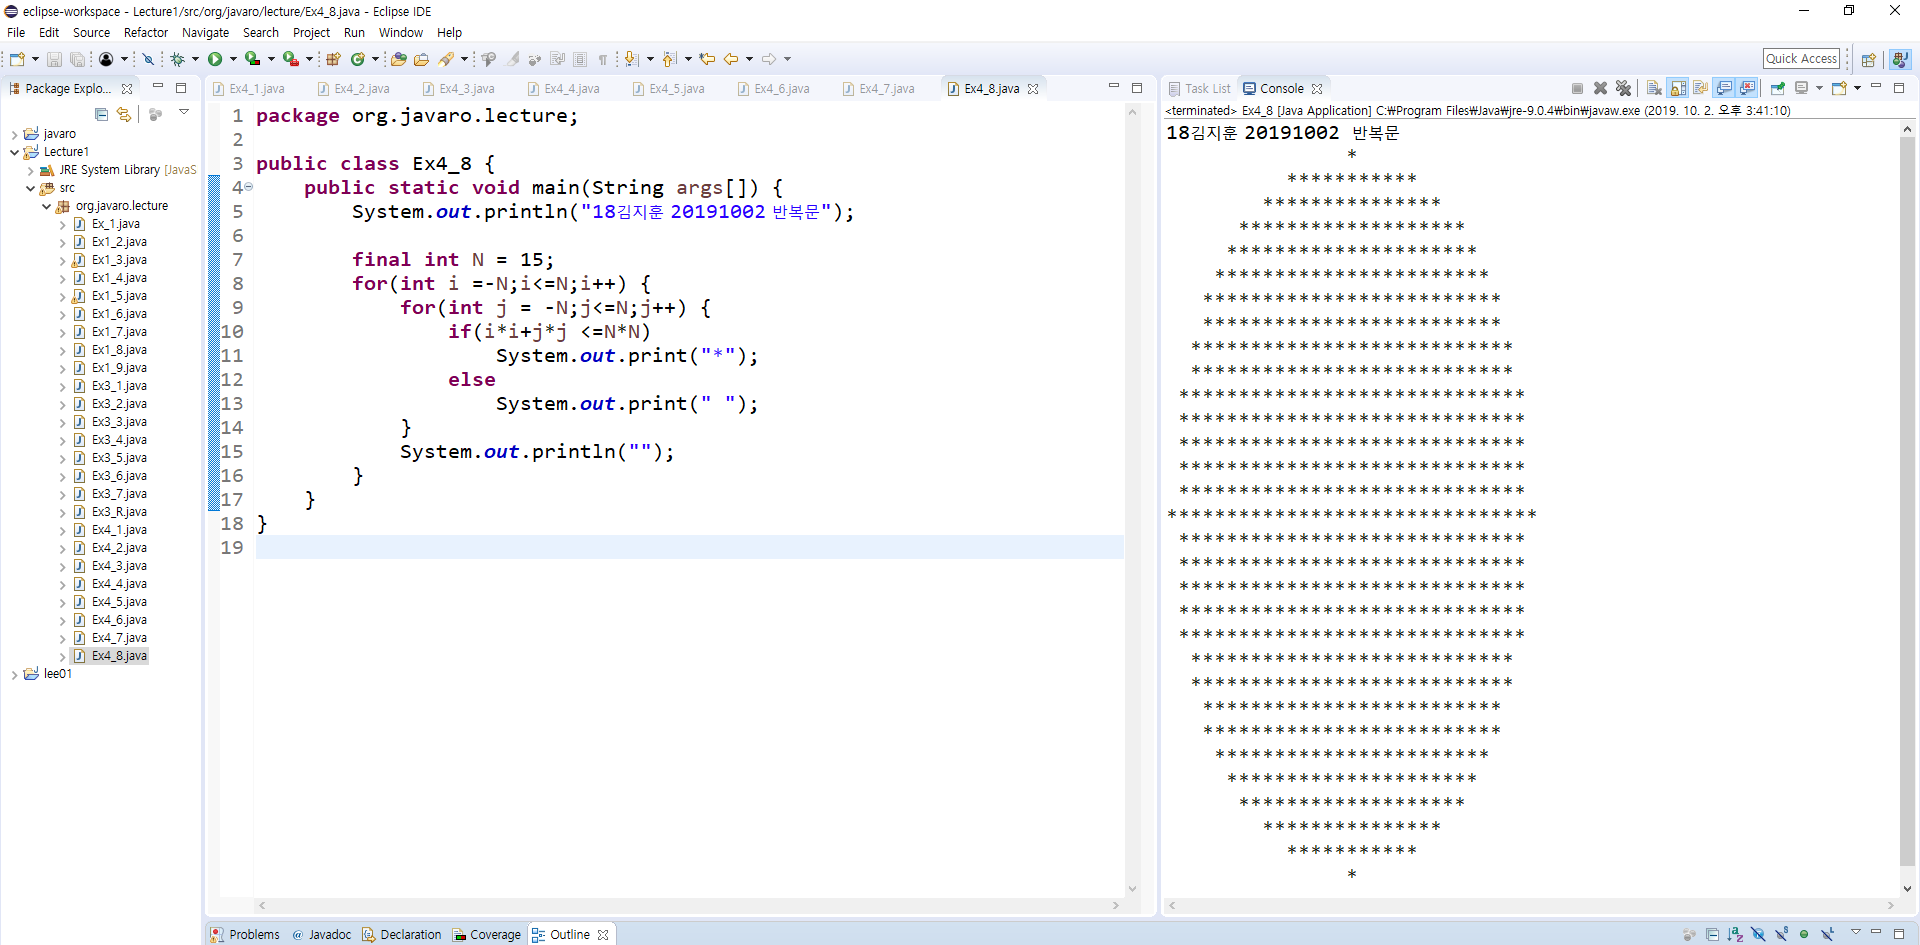 eclipse-workspace - Lecture1/src/org/javaro/lecture/Ex4_8.java - Eclipse IDE
File Edit Source Refactor Navigate Search Project Run Window Help
Quick Access
Package Explo...
javaro
Lecture1
JRE System Library [JavaS
src
org.javaro.lecture
Ex_1.java
Ex1_2.java
Ex1_3.java
Ex1_4.java
Ex1_5.java
Ex1_6.java
Ex1_7.java
Ex1_8.java
Ex1_9.java
Ex3_1.java
Ex3_2.java
Ex3_3.java
Ex3_4.java
Ex3_5.java
Ex3_6.java
Ex3_7.java
Ex3_R.java
Ex4_1.java
Ex4_2.java
Ex4_3.java
Ex4_4.java
Ex4_5.java
Ex4_6.java
Ex4_7.java
Ex4_8.java
lee01
Ex4_1.java Ex4_2.java Ex4_3.java Ex4_4.java Ex4_5.java Ex4_6.java Ex4_7.java Ex4_8.java
1 package org.javaro.lecture;
2
3 public class Ex4_8 {
4     public static void main(String args[]) {
5         System.out.println("18김지훈 20191002 반복문");
6
7         final int N = 15;
8         for(int i =-N;i<=N;i++) {
9             for(int j = -N;j<=N;j++) {
10                 if(i*i+j*j <=N*N)
11                     System.out.print("*");
12                 else
13                     System.out.print(" ");
14             }
15             System.out.println("");
16         }
17     }
18 }
19
Task List Console
<terminated> Ex4_8 [Java Application] C:₩Program Files₩Java₩jre-9.0.4₩bin₩javaw.exe (2019. 10. 2. 오후 3:41:10)
18김지훈 20191002 반복문
               *
          ***********
        ***************
      *******************
     *********************
    ***********************
   *************************
   *************************
  ***************************
  ***************************
 *****************************
 *****************************
 *****************************
 *****************************
 *****************************
*******************************
 *****************************
 *****************************
 *****************************
 *****************************
 *****************************
  ***************************
  ***************************
   *************************
   *************************
    ***********************
     *********************
      *******************
        ***************
          ***********
               *
Problems @ Javadoc Declaration Coverage Outline